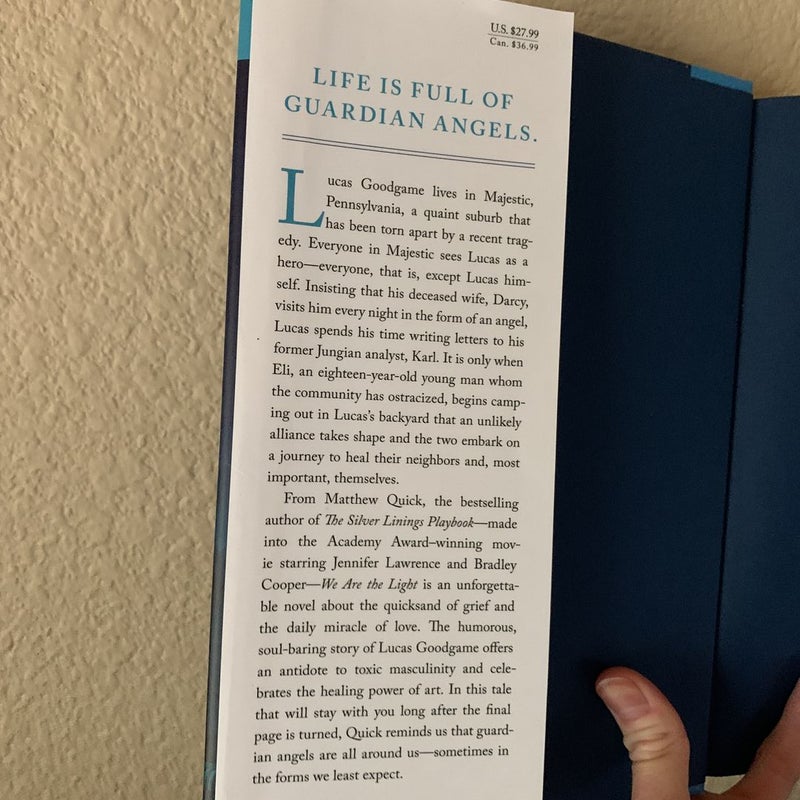 U.S. $27.99
Can. $36.99
LIFE IS FULL OF
GUARDIAN ANGELS.
Lucas Goodgame lives in Majestic,
Pennsylvania, a quaint suburb that
has been torn apart by a recent trag-
edy. Everyone in Majestic sees Lucas as a
hero—everyone, that is, except Lucas him-
self. Insisting that his deceased wife, Darcy,
visits him every night in the form of an angel,
Lucas spends his time writing letters to his
former Jungian analyst, Karl. It is only when
Eli, an eighteen-year-old young man whom
the community has ostracized, begins camp-
ing out in Lucas's backyard that an unlikely
alliance takes shape and the two embark on
a journey to heal their neighbors and, most
important, themselves.
From Matthew Quick, the bestselling
author of The Silver Linings Playbook—made
into the Academy Award–winning mov-
ie starring Jennifer Lawrence and Bradley
Cooper—We Are the Light is an unforgetta-
ble novel about the quicksand of grief and
the daily miracle of love. The humorous,
soul-baring story of Lucas Goodgame offers
an antidote to toxic masculinity and cele-
brates the healing power of art. In this tale
that will stay with you long after the final
page is turned, Quick reminds us that guard-
ian angels are all around us—sometimes in
the forms we least expect.